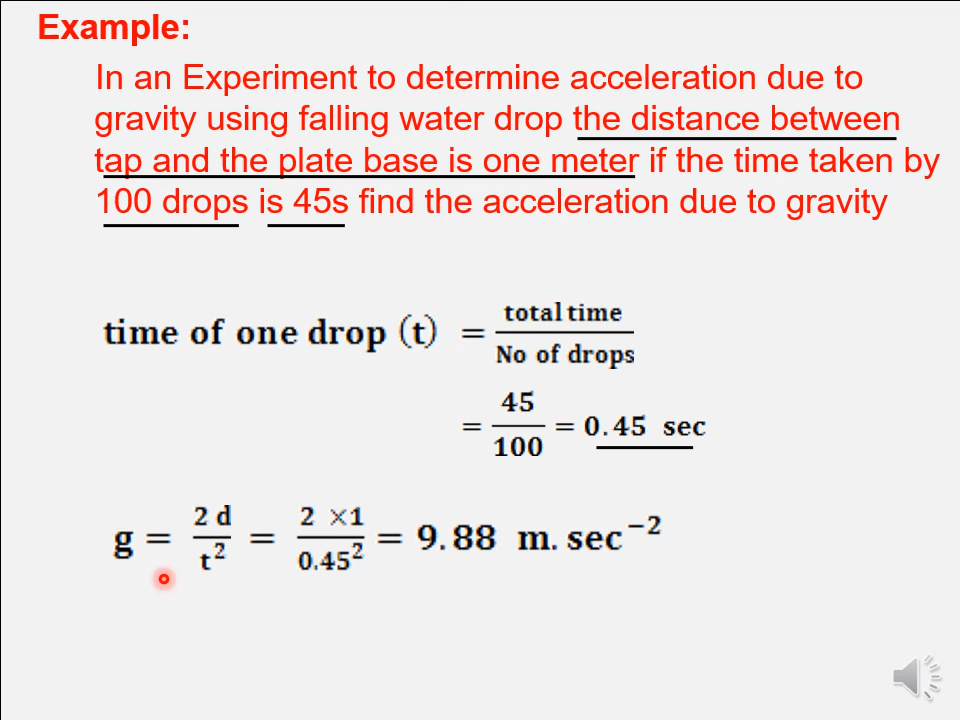 Example:
In an Experiment to determine acceleration due to
gravity using falling water drop the distance between
tap and the plate base is one meter if the time taken by
100 drops is 45s find the acceleration due to gravity
time of one drop (t) = total time / No of drops
= 45 / 100 = 0.45 sec
g = 2 d / t² = 2 ×1 / 0.45² = 9.88 m. sec⁻²